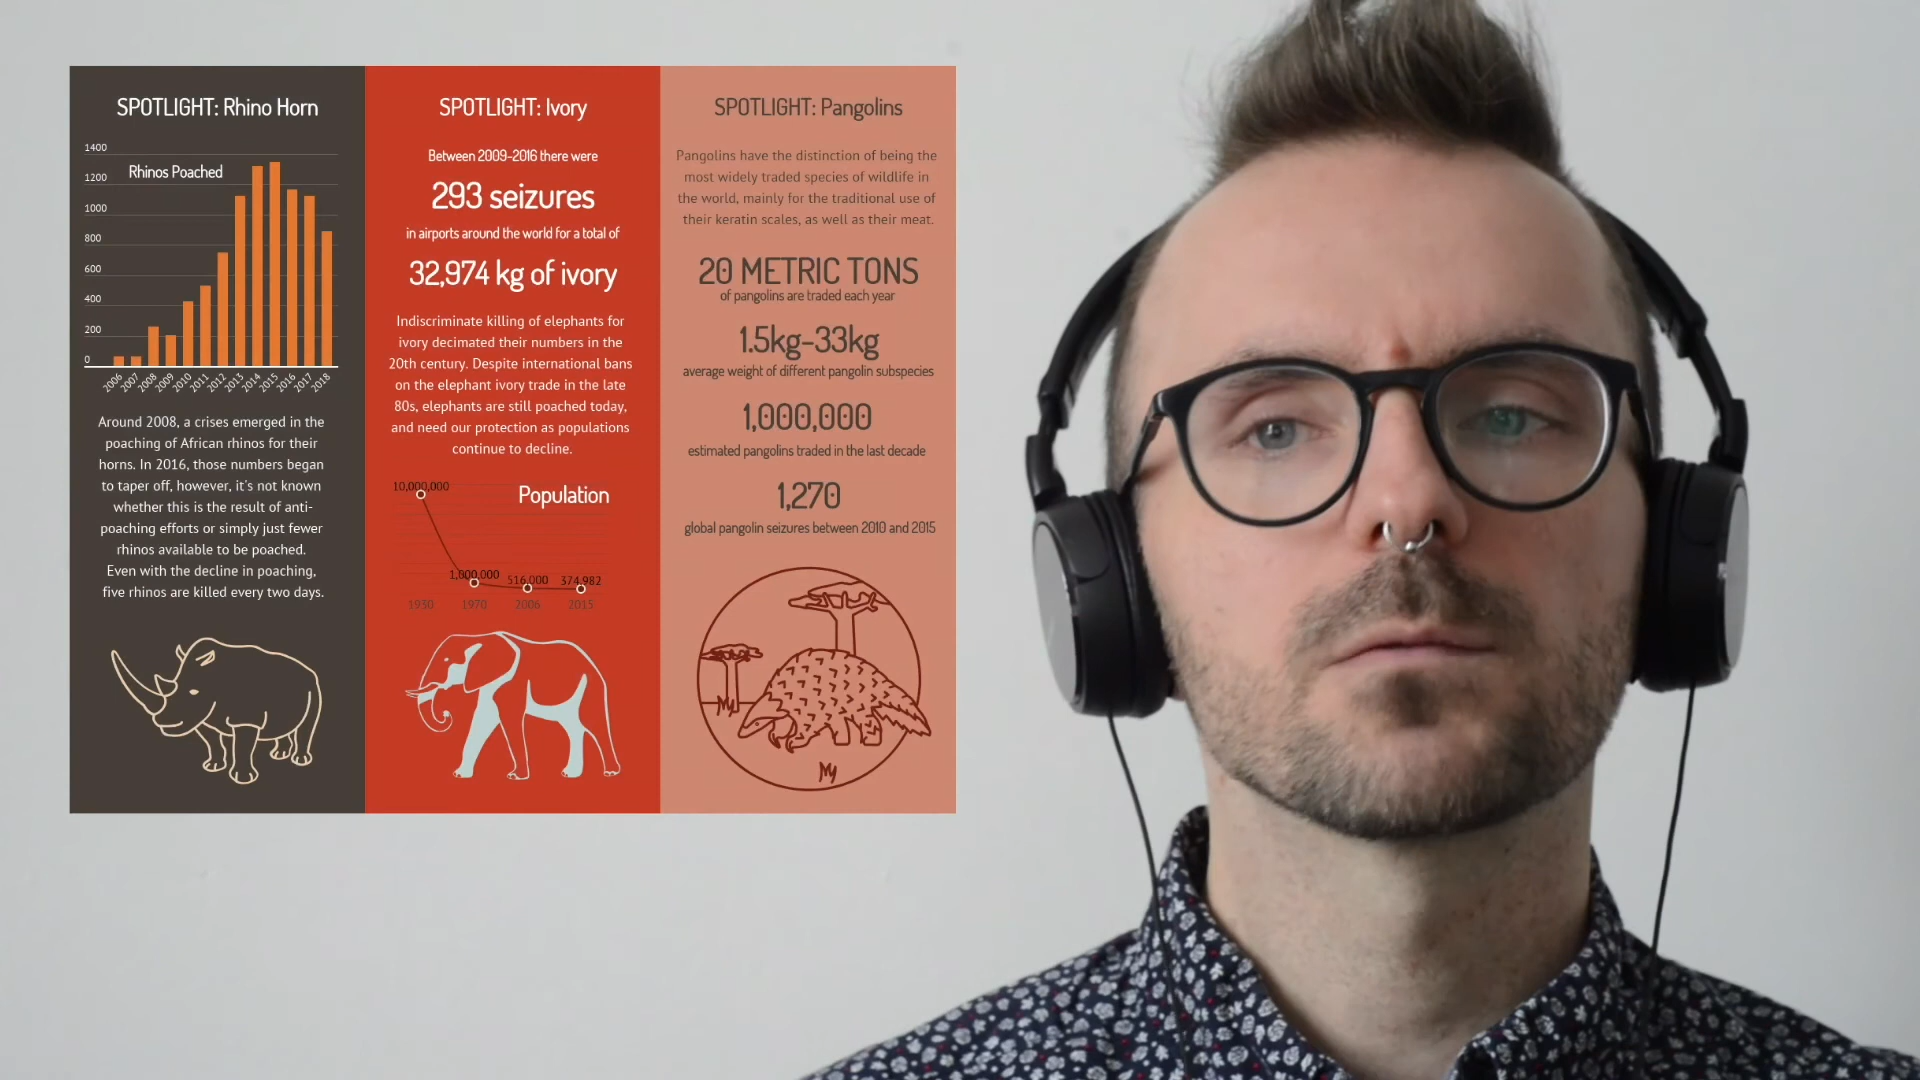 SPOTLIGHT: Rhino Horn
1400
Rhinos Poached
1200
1000
800
600
400
200
0
2006 2007 2008 2009 2010 2011 2012 2013 2014 2015 2016 2017 2018
Around 2008, a crises emerged in the
poaching of African rhinos for their
horns. In 2016, those numbers began
to taper off, however, it's not known
whether this is the result of anti-
poaching efforts or simply just fewer
rhinos available to be poached.
Even with the decline in poaching,
five rhinos are killed every two days.
SPOTLIGHT: Ivory
Between 2009-2016 there were
293 seizures
in airports around the world for a total of
32,974 kg of ivory
Indiscriminate killing of elephants for
ivory decimated their numbers in the
20th century. Despite international bans
on the elephant ivory trade in the late
80s, elephants are still poached today,
and need our protection as populations
continue to decline.
10,000,000
Population
1,000,000 516,000 374,982
1930 1970 2006 2015
SPOTLIGHT: Pangolins
Pangolins have the distinction of being the
most widely traded species of wildlife in
the world, mainly for the traditional use of
their keratin scales, as well as their meat.
20 METRIC TONS
of pangolins are traded each year
1.5kg-33kg
average weight of different pangolin subspecies
1,000,000
estimated pangolins traded in the last decade
1,270
global pangolin seizures between 2010 and 2015